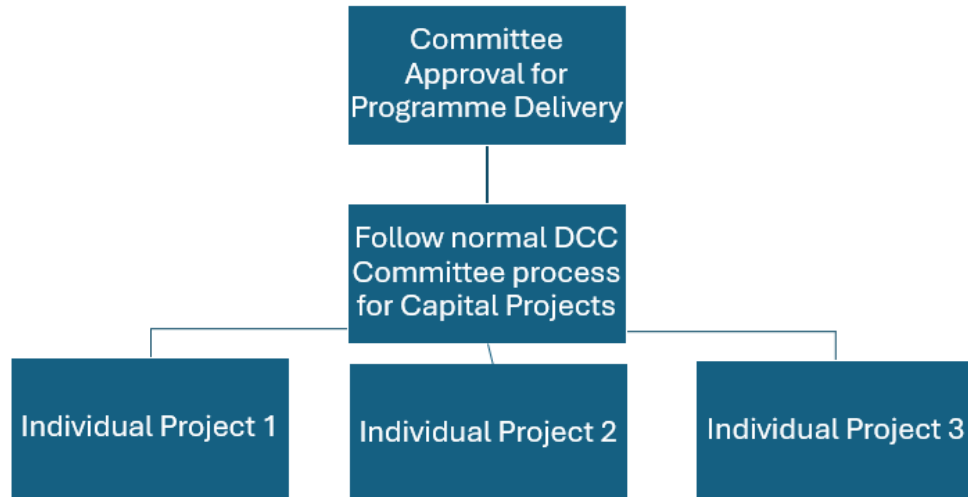 Committee
Approval for
Programme Delivery
Follow normal DCC
Committee process
for Capital Projects
Individual Project 1
Individual Project 2
Individual Project 3